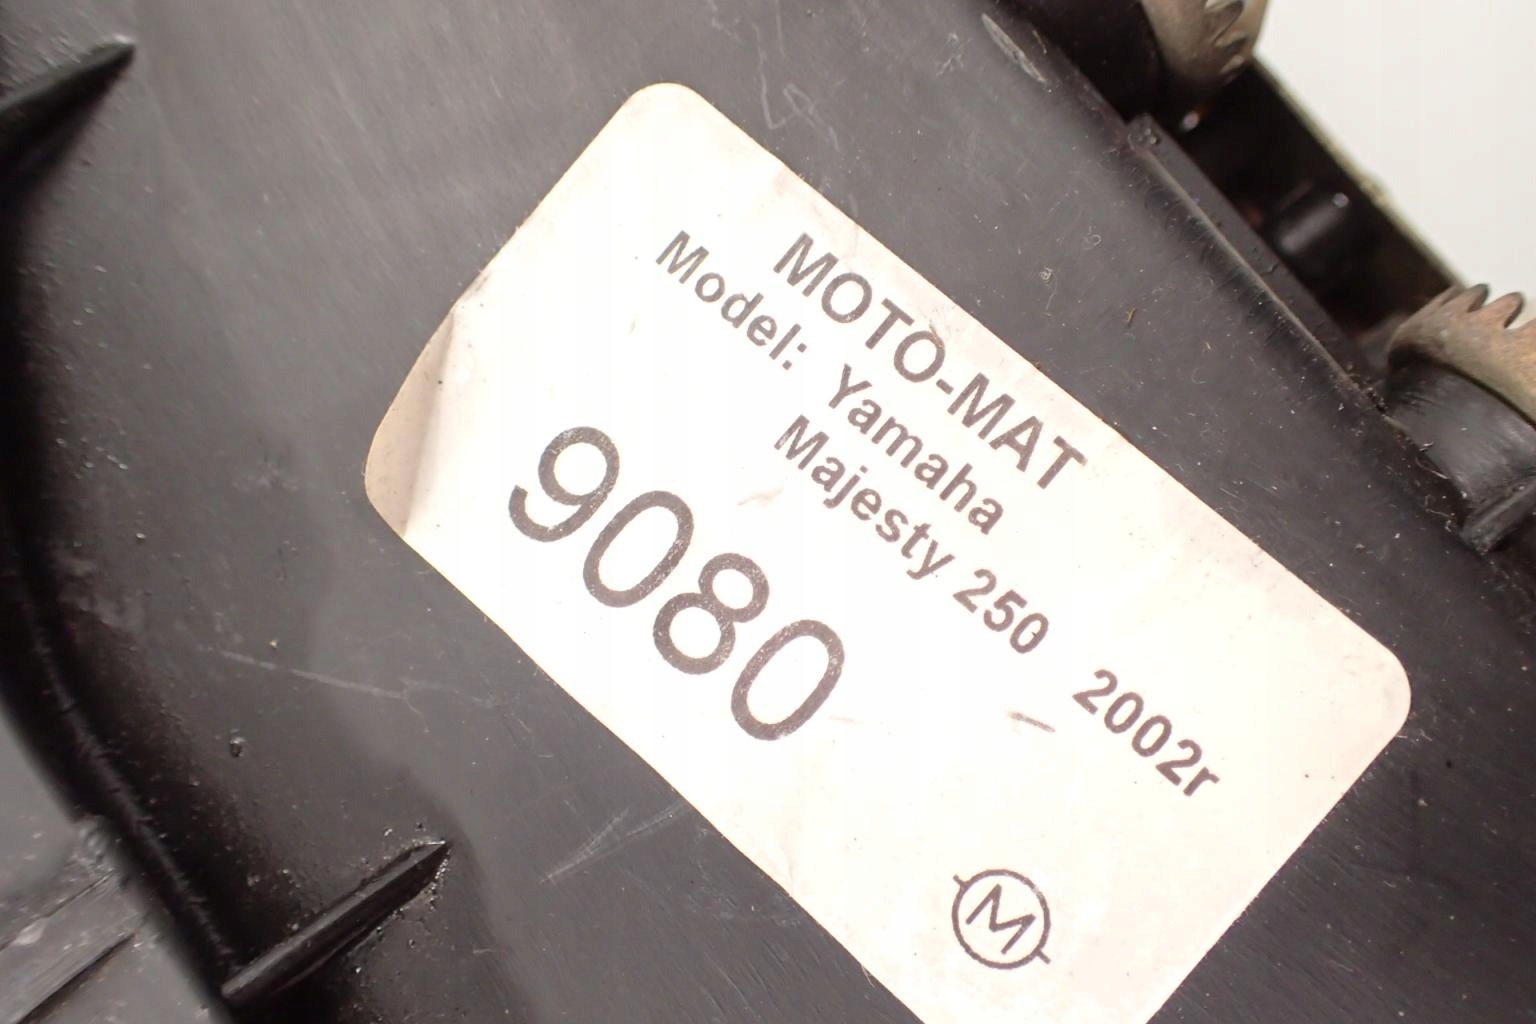 MOTO-MAT
Model: Yamaha
Majesty 250 2002r
9080
M